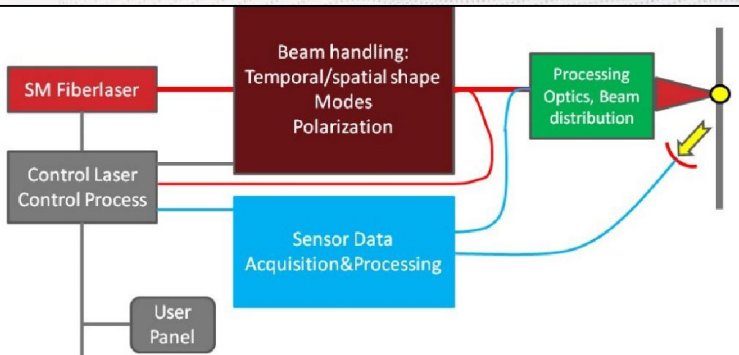 SM Fiberlaser
Beam handling:
Temporal/spatial shape
Modes
Polarization
Processing
Optics, Beam
distribution
Control Laser
Control Process
Sensor Data
Acquisition&Processing
User
Panel